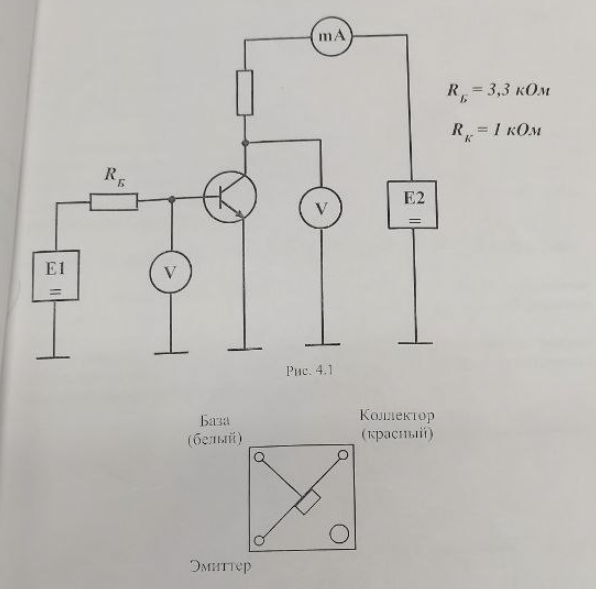 mA
R_Б = 3,3 кОм
R_К = 1 кОм
R_Б
E1
=
V
V
E2
=
Рис. 4.1
База
(белый)
Коллектор
(красный)
Эмиттер